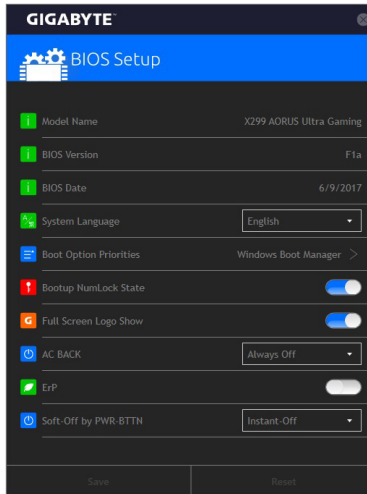 GIGABYTE™
BIOS Setup
i Model Name X299 AORUS Ultra Gaming
i BIOS Version F1a
i BIOS Date 6/9/2017
System Language English
Boot Option Priorities Windows Boot Manager >
Bootup NumLock State
G Full Screen Logo Show
AC BACK Always Off
ErP
Soft-Off by PWR-BTTN Instant-Off
Save Reset